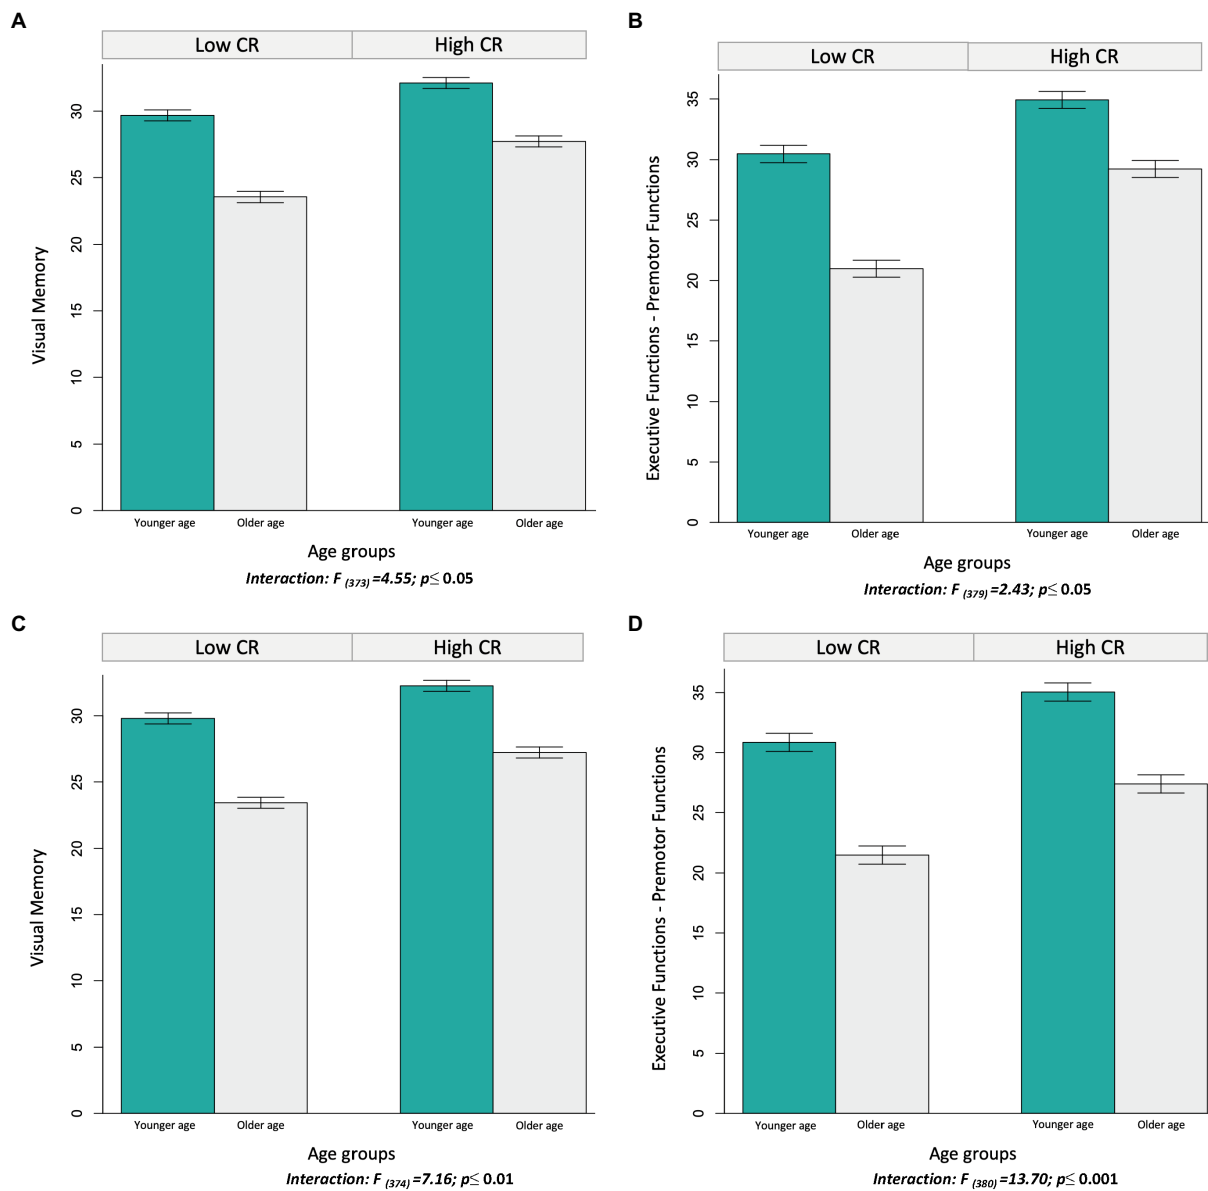 A
Low CR
High CR
30
25
20
15
10
5
0
Visual Memory
Younger age
Older age
Younger age
Older age
Age groups
Interaction: F (373) =4.55; p≤ 0.05
B
Low CR
High CR
35
30
25
20
15
10
5
0
Executive Functions - Premotor Functions
Younger age
Older age
Younger age
Older age
Age groups
Interaction: F (379) =2.43; p≤ 0.05
C
Low CR
High CR
30
25
20
15
10
5
0
Visual Memory
Younger age
Older age
Younger age
Older age
Age groups
Interaction: F (374) =7.16; p≤ 0.01
D
Low CR
High CR
35
30
25
20
15
10
5
0
Executive Functions - Premotor Functions
Younger age
Older age
Younger age
Older age
Age groups
Interaction: F (380) =13.70; p≤ 0.001